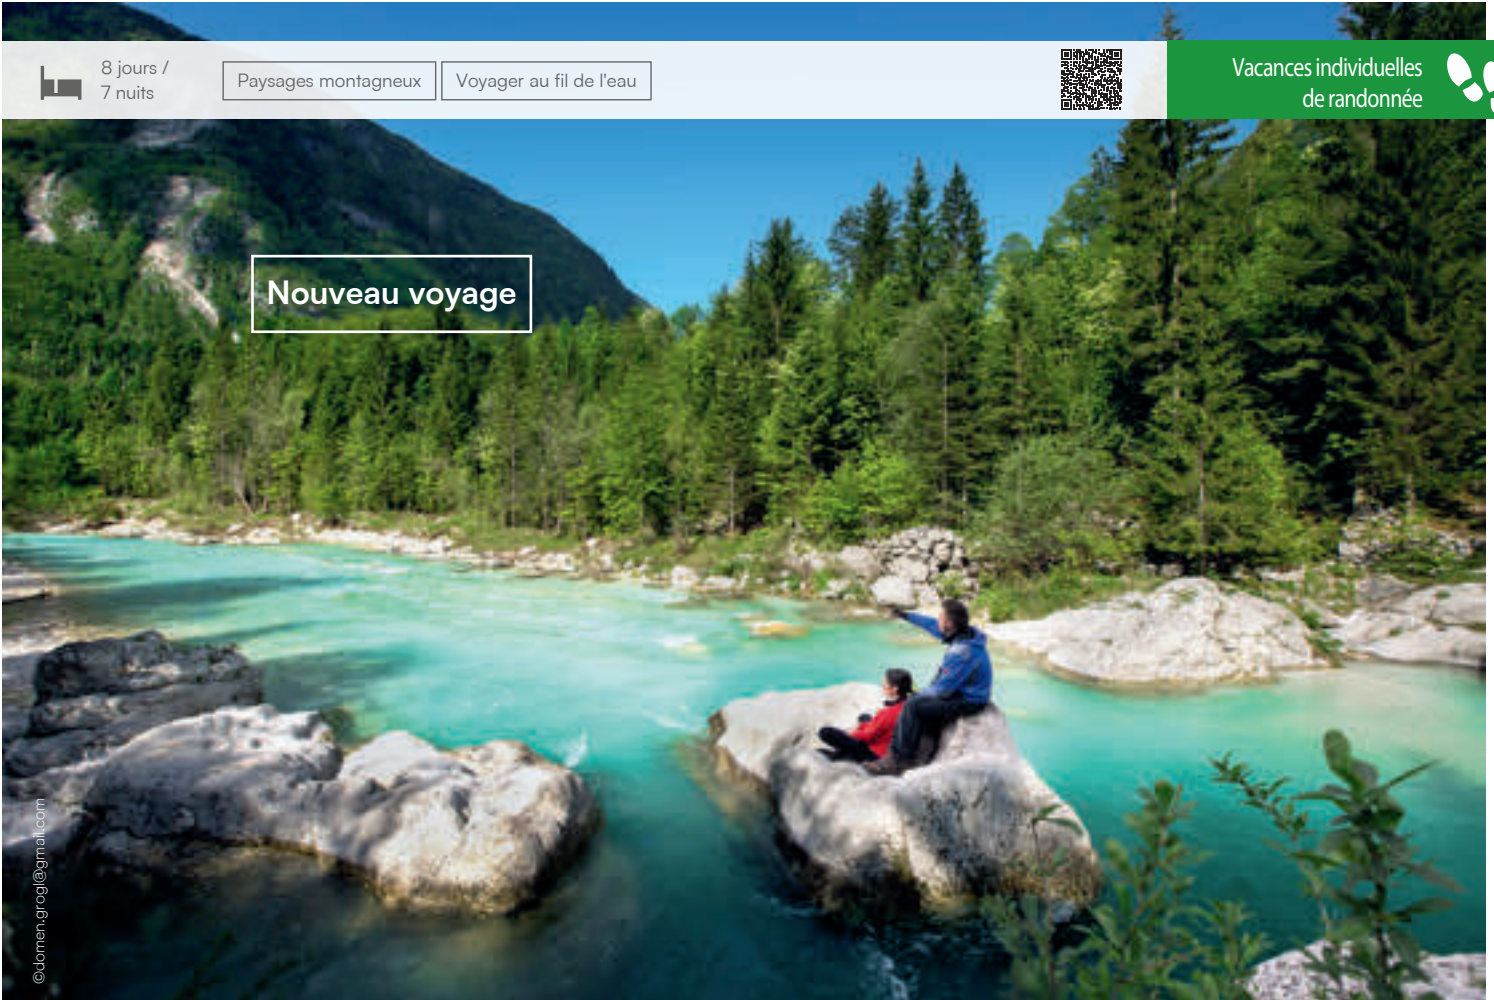 8 jours /
7 nuits
Paysages montagneux
Voyager au fil de l'eau
Vacances individuelles
de randonnée
Nouveau voyage
©domen.grogl@gmail.com